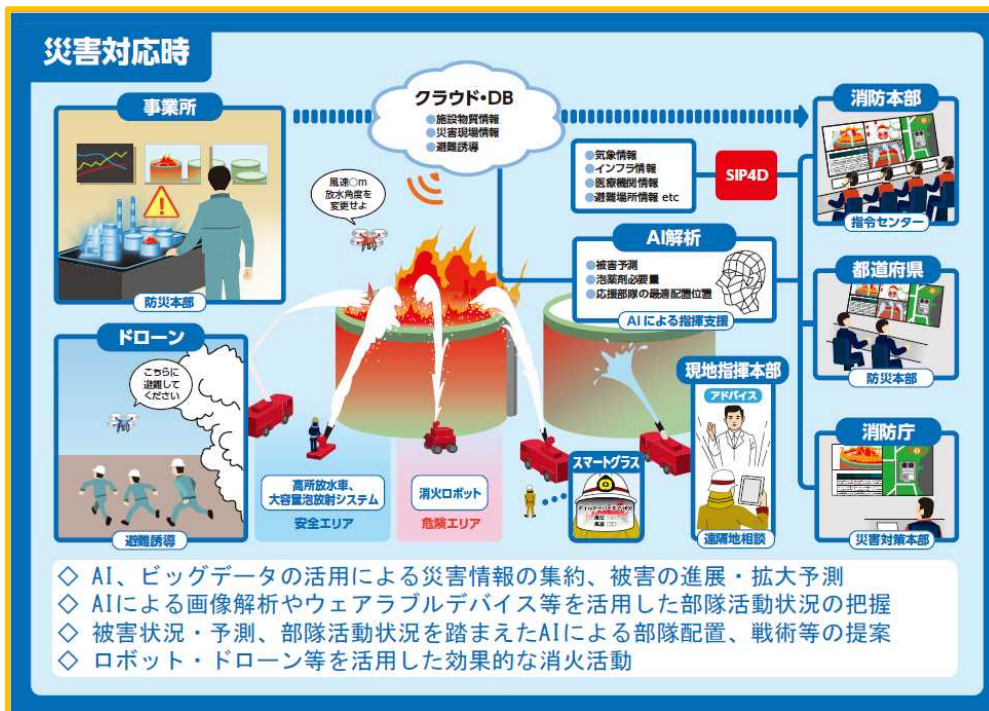 災害対応時
事業所
防災本部
クラウド・DB
●施設物質情報
●災害現場情報
●避難誘導
風速○m
放水角度を
変更せよ
●気象情報
●インフラ情報
●医療機関情報
●避難場所情報 etc
SIP4D
消防本部
指令センター
AI解析
●被害予測
●泡薬剤必要量
●応援部隊の最適配置位置
AIによる指揮支援
都道府県
防災本部
ドローン
こちらに
避難して
ください
避難誘導
高所放水車、
大容量泡放射システム
安全エリア
消火ロボット
危険エリア
スマートグラス
現地指揮本部
アドバイス
遠隔地相談
消防庁
災害対策本部
◇ AI、ビッグデータの活用による災害情報の集約、被害の進展・拡大予測
◇ AIによる画像解析やウェアラブルデバイス等を活用した部隊活動状況の把握
◇ 被害状況・予測、部隊活動状況を踏まえたAIによる部隊配置、戦術等の提案
◇ ロボット・ドローン等を活用した効果的な消火活動